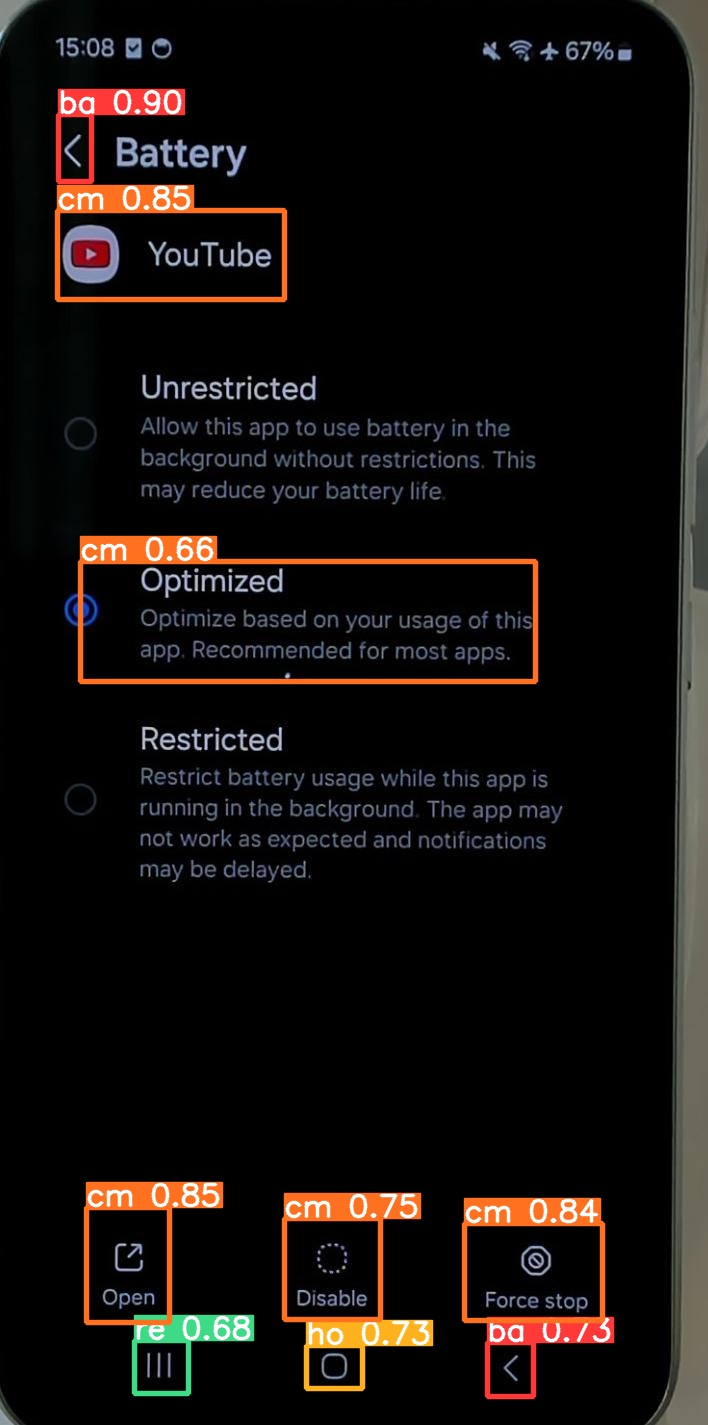 15:08
67%
ba 0.90
Battery
cm 0.85
YouTube
Unrestricted
Allow this app to use battery in the
background without restrictions. This
may reduce your battery life.
cm 0.66
Optimized
Optimize based on your usage of this
app. Recommended for most apps.
Restricted
Restrict battery usage while this app is
running in the background. The app may
not work as expected and notifications
may be delayed.
cm 0.85
cm 0.75
cm 0.84
Open
Disable
Force stop
re 0.68
ho 0.73
ba 0.73